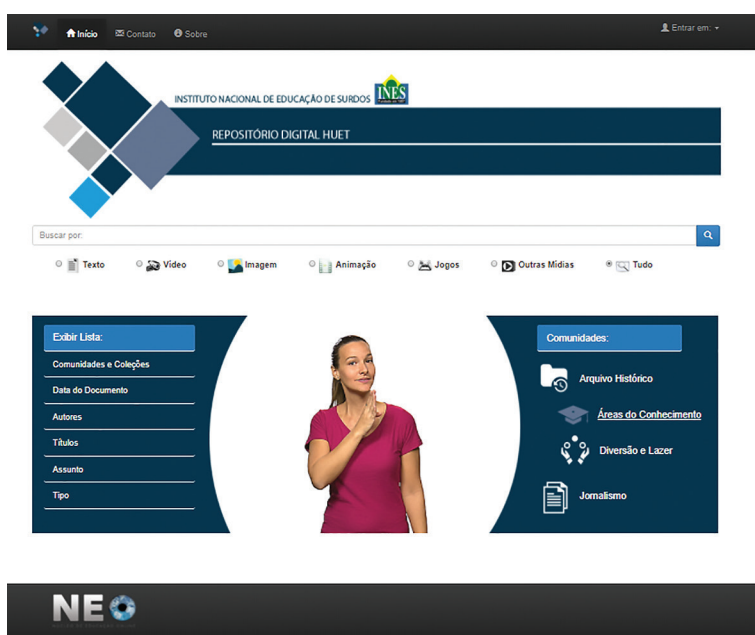 Início Contato Sobre Entrar em:
INSTITUTO NACIONAL DE EDUCAÇÃO DE SURDOS INES
REPOSITÓRIO DIGITAL HUET
Buscar por:
Texto Vídeo Imagem Animação Jogos Outras Mídias Tudo
Exibir Lista:
Comunidades e Coleções
Data do Documento
Autores
Títulos
Assunto
Tipo
Comunidades:
Arquivo Histórico
Áreas do Conhecimento
Diversão e Lazer
Jornalismo
NEO